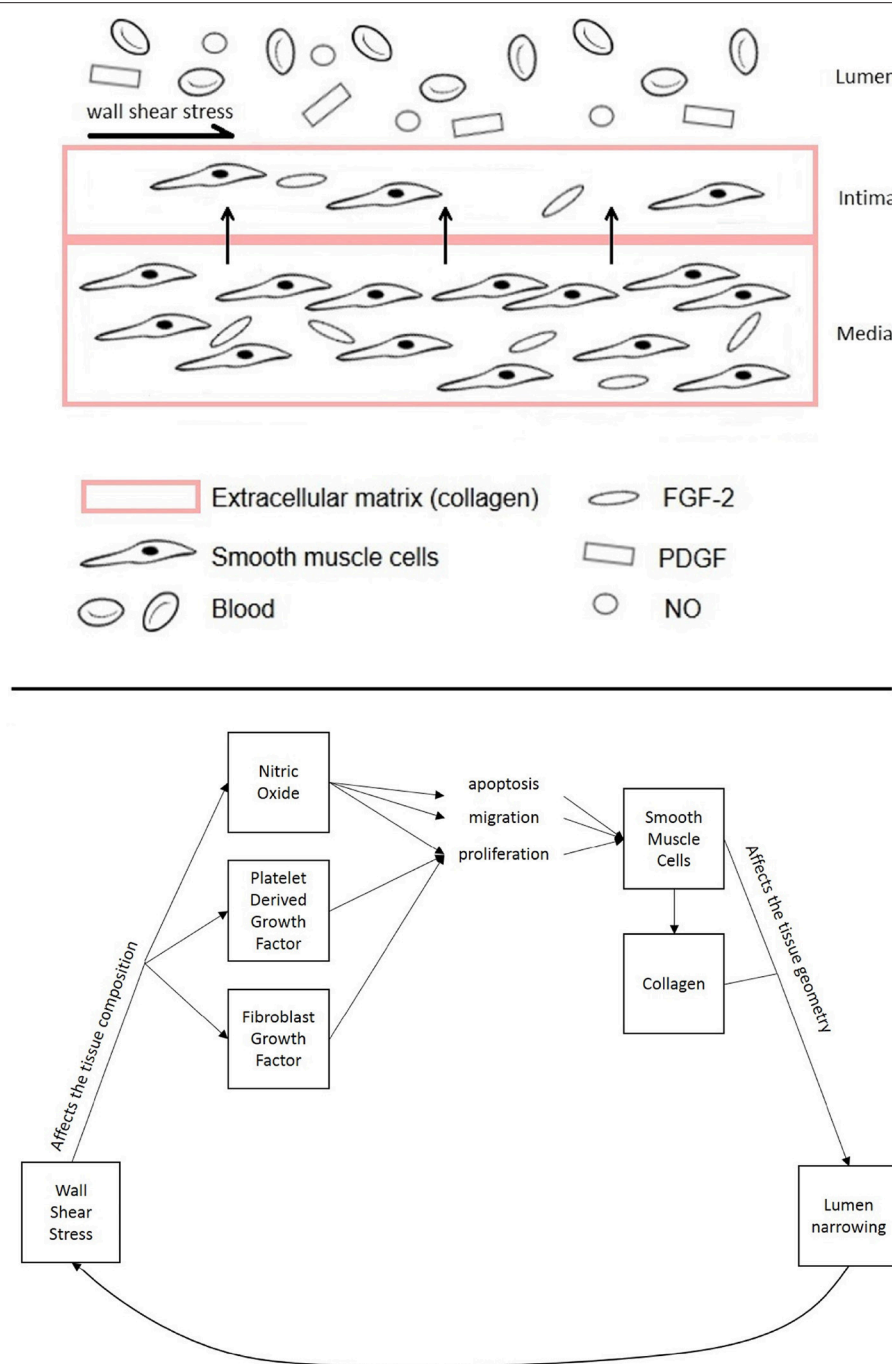 Lumen
wall shear stress
Intima
Media
Extracellular matrix (collagen)
FGF-2
Smooth muscle cells
PDGF
Blood
NO
Nitric
Oxide
apoptosis
migration
proliferation
Smooth
Muscle
Cells
Platelet
Derived
Growth
Factor
Affects the tissue geometry
Affects the tissue composition
Collagen
Fibroblast
Growth
Factor
Wall
Shear
Stress
Lumen
narrowing